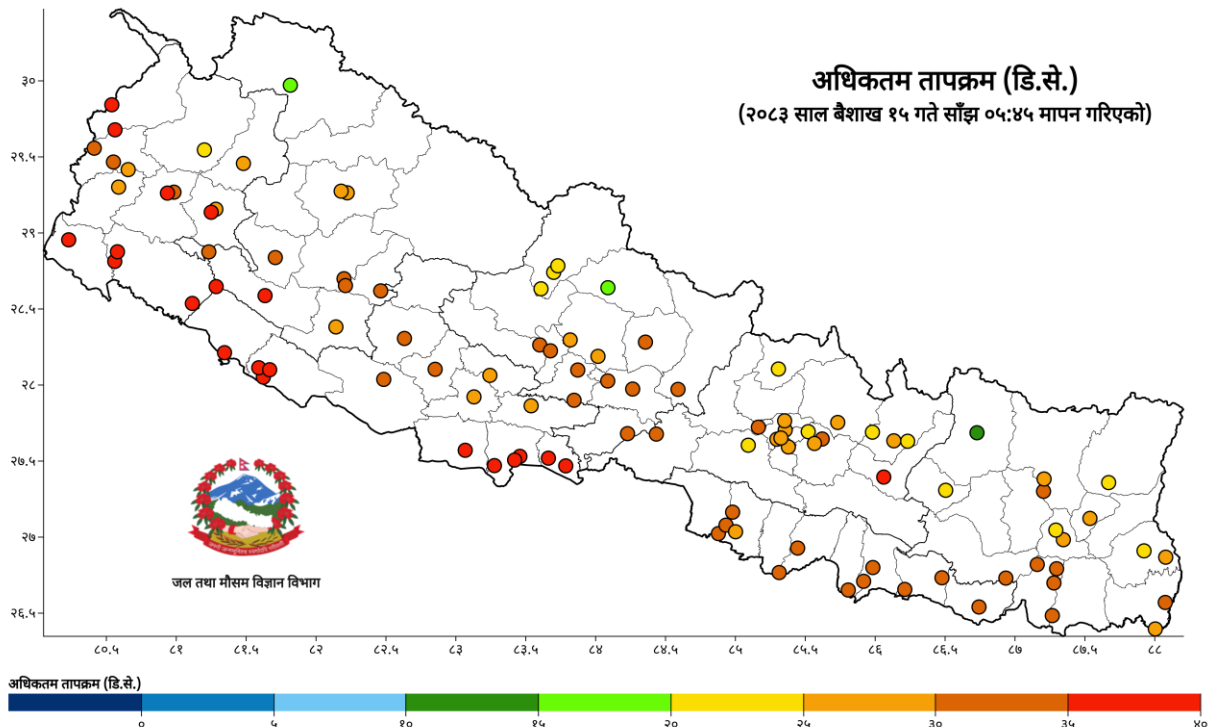 अधिकतम तापक्रम (डि.से.)
(२०८३ साल बैशाख १५ गते साँझ ०५:४५ मापन गरिएको)
३०
२९.५
२९
२८.५
२८
२७.५
२७
२६.५
जल तथा मौसम विज्ञान विभाग
८०.५ ८१ ८१.५ ८२ ८२.५ ८३ ८३.५ ८४ ८४.५ ८५ ८५.५ ८६ ८६.५ ८७ ८७.५ ८८
अधिकतम तापक्रम (डि.से.)
० ५ १० १५ २० २५ ३० ३५ ४०